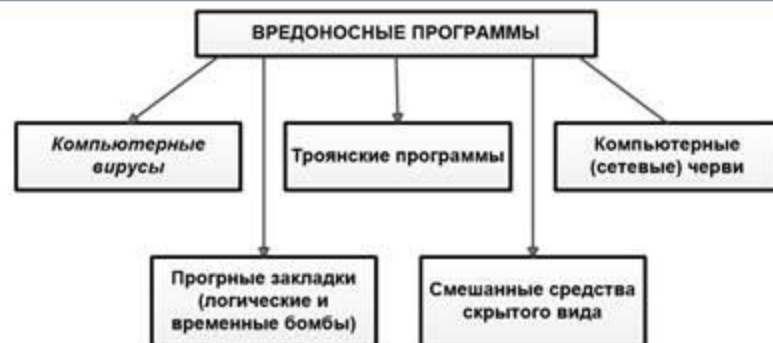 ВРЕДОНОСНЫЕ ПРОГРАММЫ
Компьютерные
вирусы
Троянские программы
Компьютерные
(сетевые) черви
Прогрные закладки
(логические и
временные бомбы)
Смешанные средства
скрытого вида